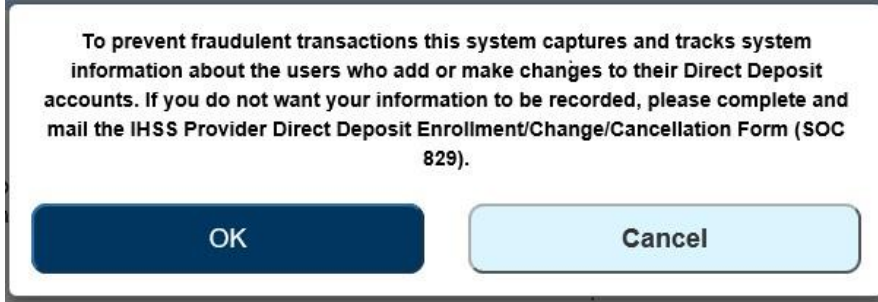 To prevent fraudulent transactions this system captures and tracks system
information about the users who add or make changes to their Direct Deposit
accounts. If you do not want your information to be recorded, please complete and
mail the IHSS Provider Direct Deposit Enrollment/Change/Cancellation Form (SOC
829).
OK
Cancel